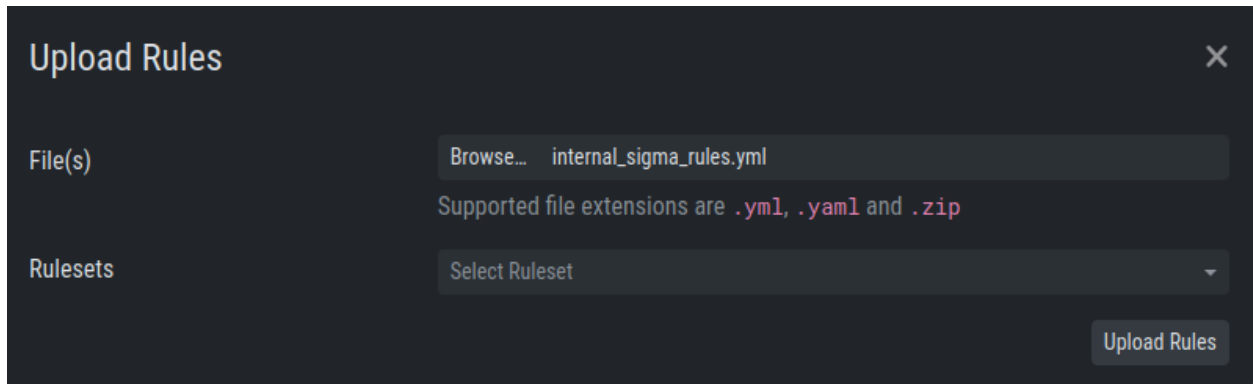 Upload Rules
File(s)
Browse... internal_sigma_rules.yml
Supported file extensions are .yml, .yaml and .zip
Rulesets
Select Ruleset
Upload Rules